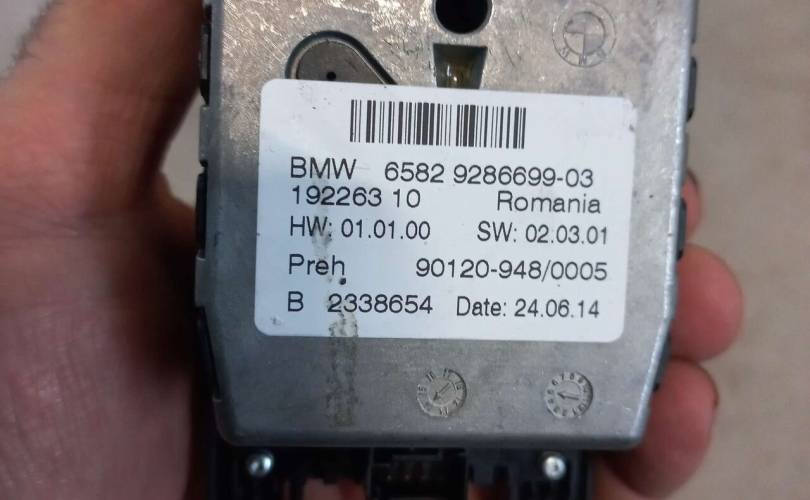 BMW 6582 9286699-03
192263 10 Romania
HW: 01.01.00 SW: 02.03.01
Preh 90120-948/0005
B 2338654 Date: 24.06.14